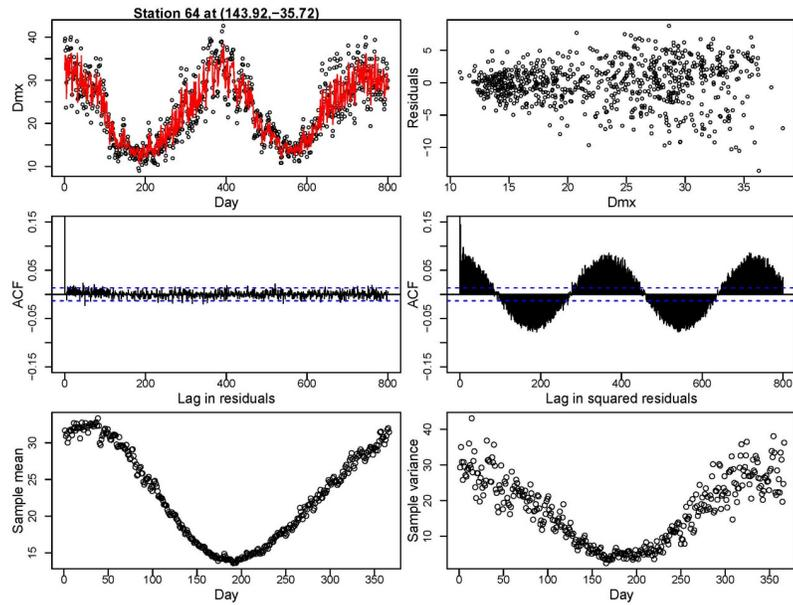 Station 64 at (143.92,−35.72)
Dmx
40
30
20
10
0 200 400 600 800
Day
Residuals
5
0
−5
−10
10 15 20 25 30 35
Dmx
ACF
0.15
0.05
−0.05
−0.15
0 200 400 600 800
Lag in residuals
ACF
0.15
0.05
−0.05
−0.15
0 200 400 600 800
Lag in squared residuals
Sample mean
30
25
20
15
0 50 100 150 200 250 300 350
Day
Sample variance
40
30
20
10
0 50 100 150 200 250 300 350
Day